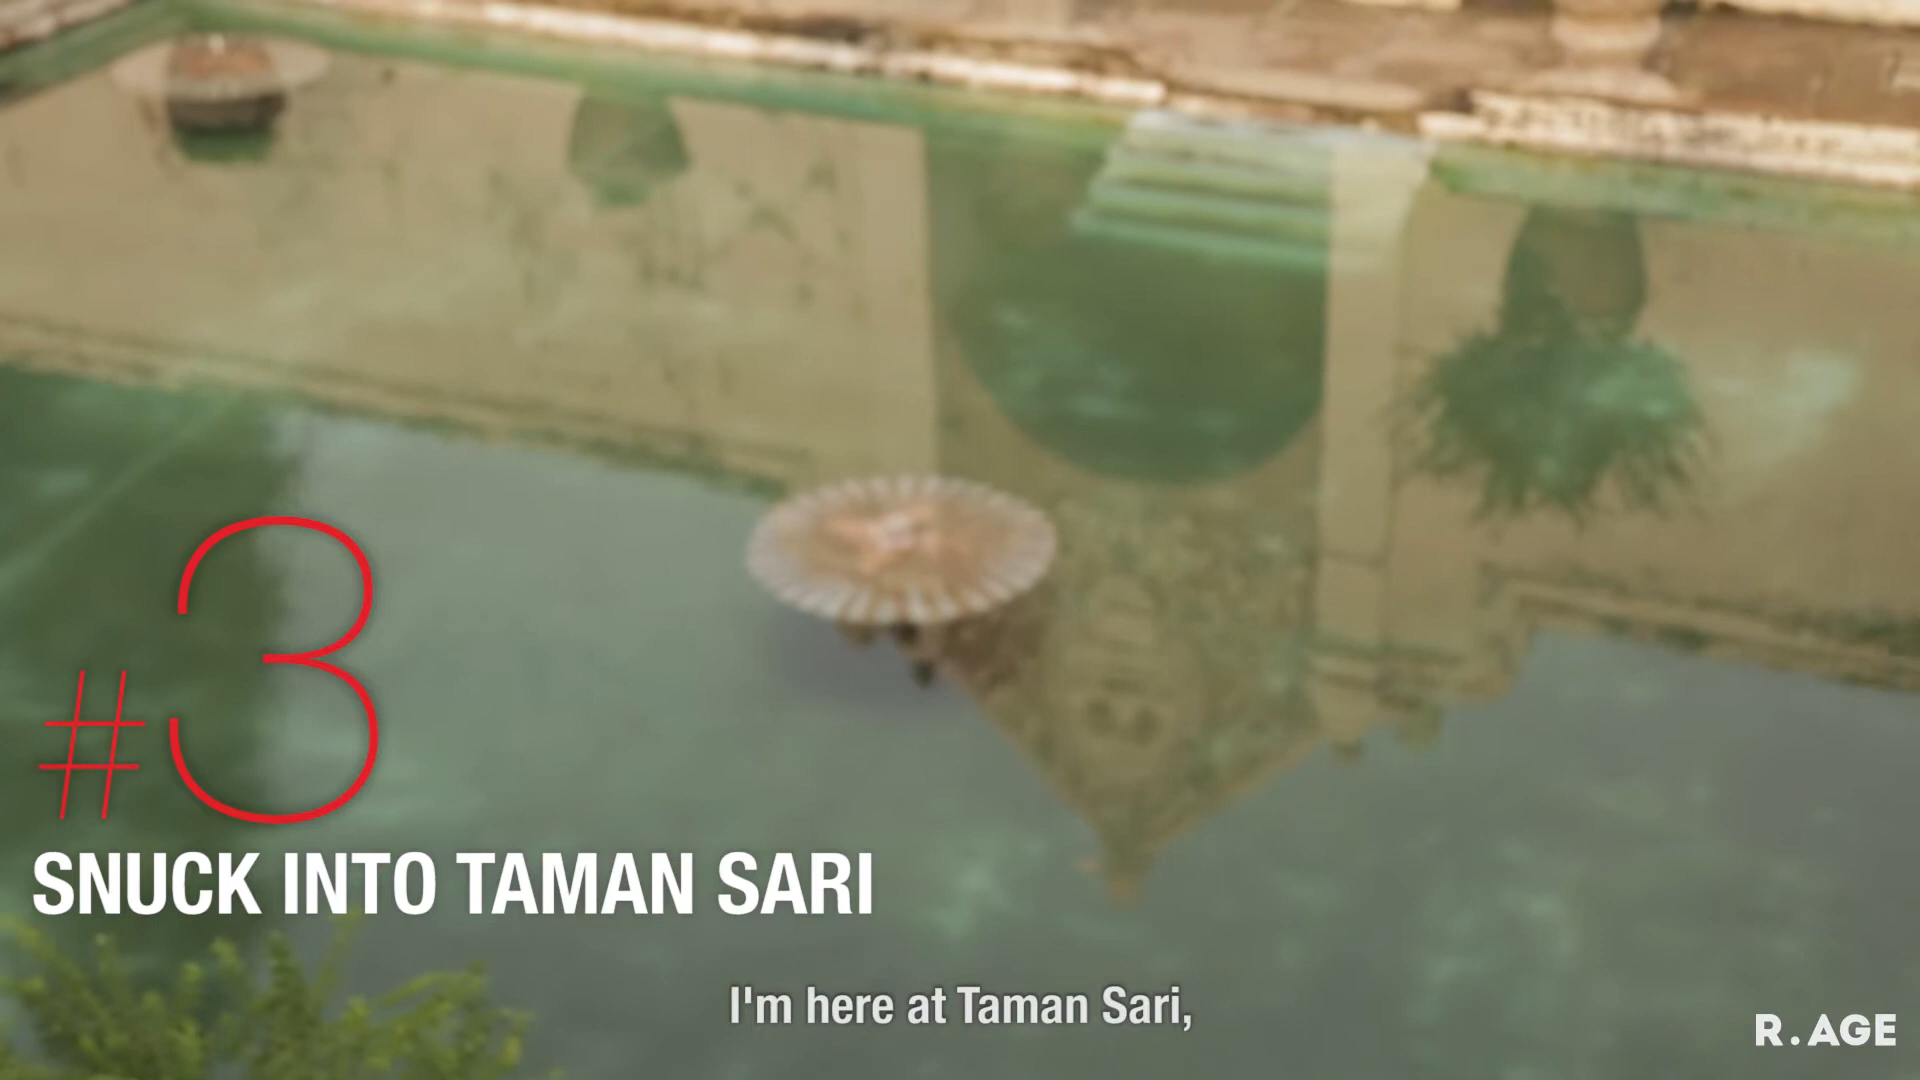 #3
SNUCK INTO TAMAN SARI
I'm here at Taman Sari,
R.AGE